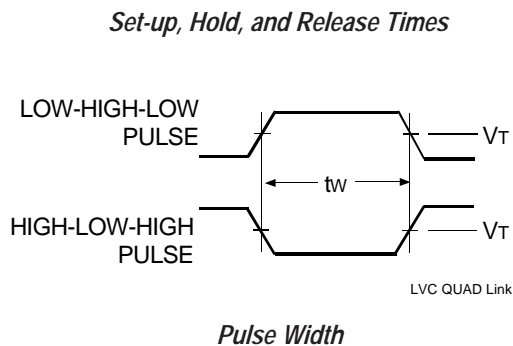 Set-up, Hold, and Release Times
LOW-HIGH-LOW
PULSE
VT
tw
HIGH-LOW-HIGH
PULSE
VT
LVC QUAD Link
Pulse Width